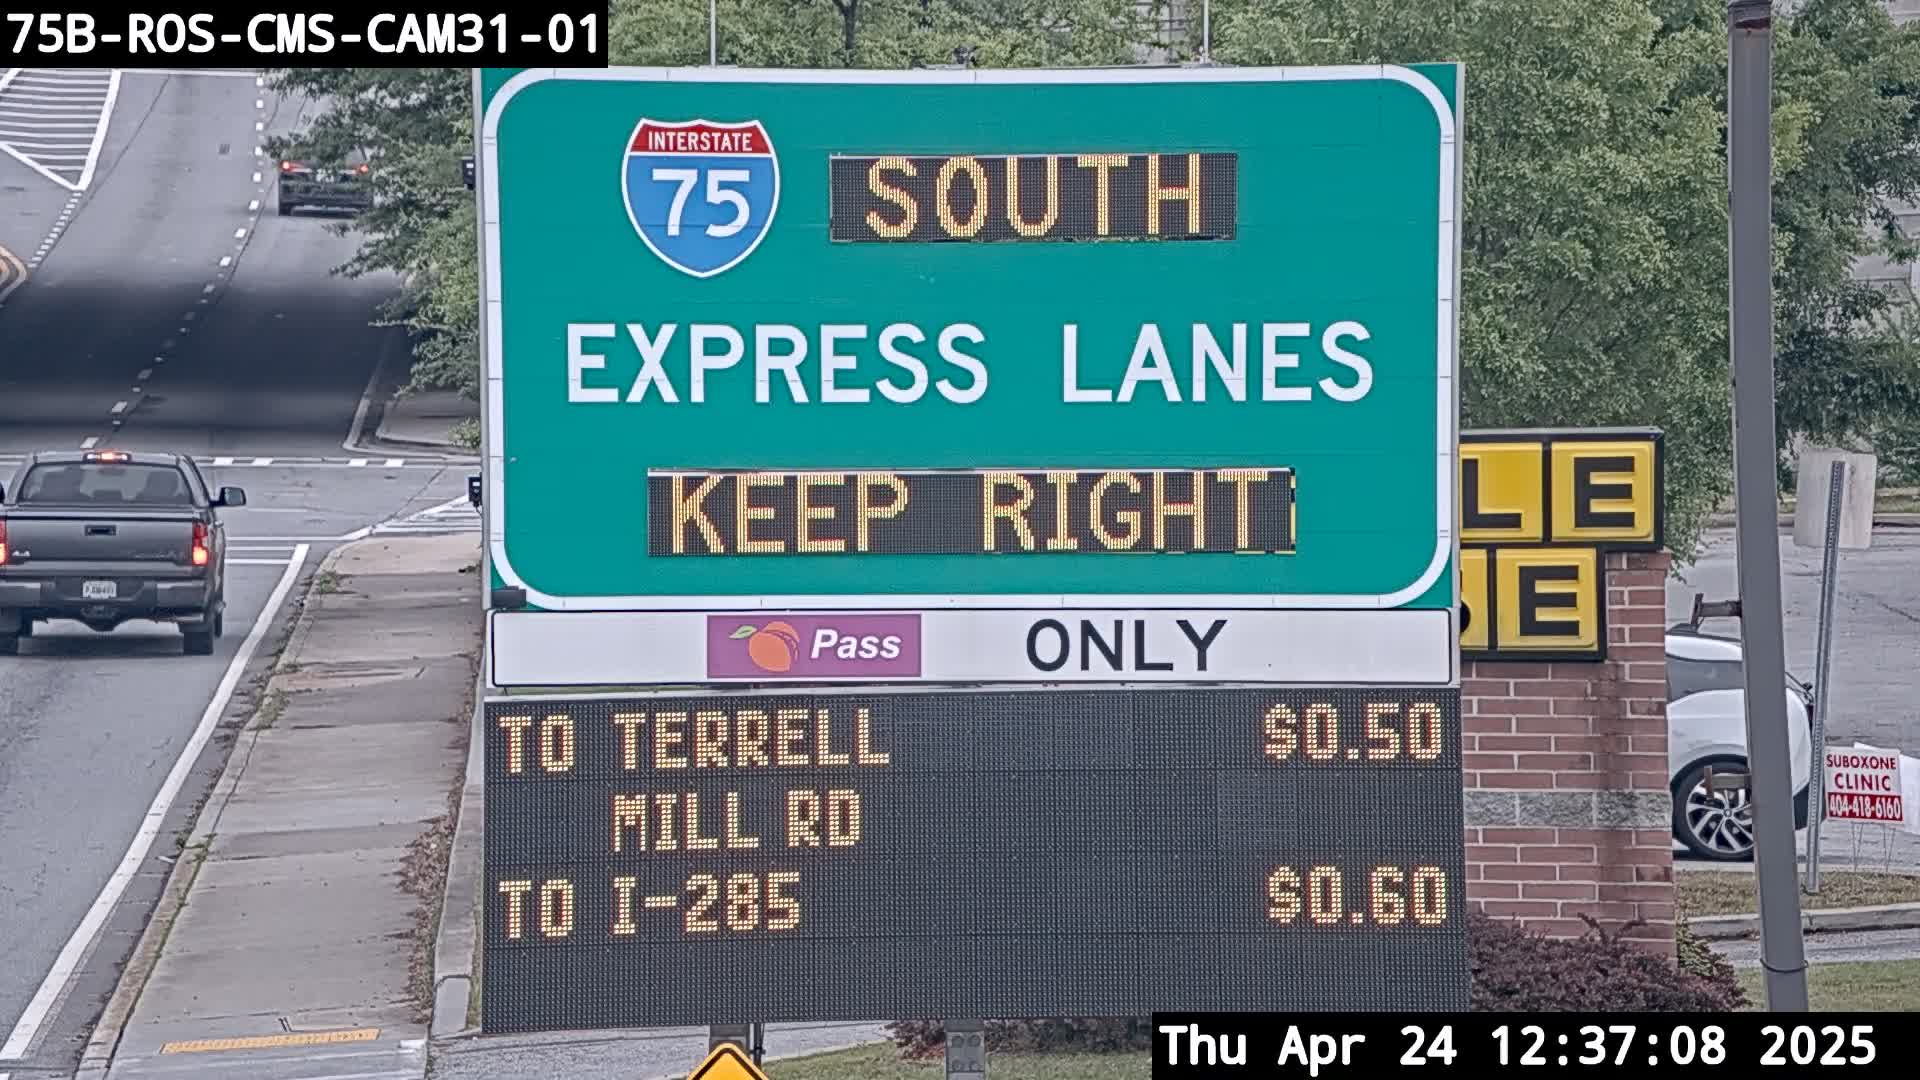 75B-ROS-CMS-CAM31-01
INTERSTATE
75
SOUTH
EXPRESS LANES
KEEP RIGHT
Pass ONLY
TO TERRELL $0.50
MILL RD
TO I-285 $0.60
LE
E
SUBOXONE
CLINIC
404-418-6160
Thu Apr 24 12:37:08 2025